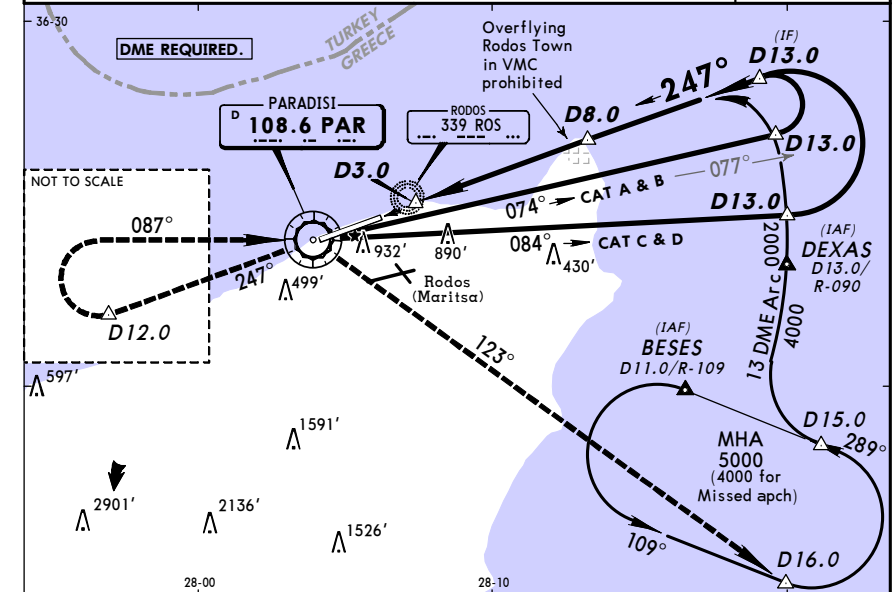 36-30
DME REQUIRED.
TURKEY
GREECE
Overflying
Rodos Town
in VMC
prohibited
(IF)
D13.0
247°
PARADISI
D 108.6 PAR
RODOS
339 ROS
D8.0
D13.0
D3.0
077°
074°
CAT A & B
NOT TO SCALE
087°
247°
D12.0
D13.0
932'
890'
084°
CAT C & D
430'
(IAF)
DEXAS
D13.0/
R-090
499'
Rodos
(Maritsa)
2000
13 DME Arc
4000
123°
(IAF)
BESES
D11.0/R-109
597'
D15.0
289°
MHA
5000
(4000 for
Missed apch)
1591'
2901'
2136'
1526'
109°
D16.0
28-00
28-10